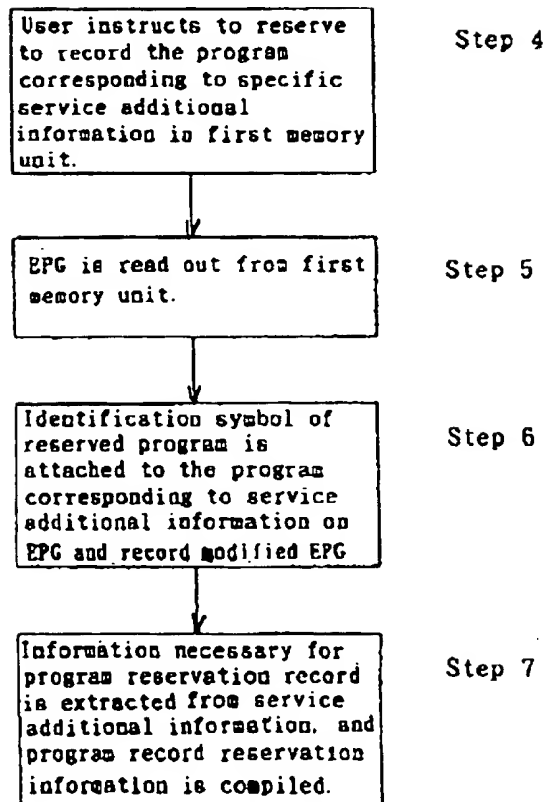 User instructs to reserve
to record the program
corresponding to specific
service additional
information in first memory
unit.
Step 4
EPG is read out from first
memory unit.
Step 5
Identification symbol of
reserved program is
attached to the program
corresponding to service
additional information on
EPG and record modified EPG
Step 6
Information necessary for
program reservation record
is extracted from service
additional information, and
program record reservation
information is compiled.
Step 7